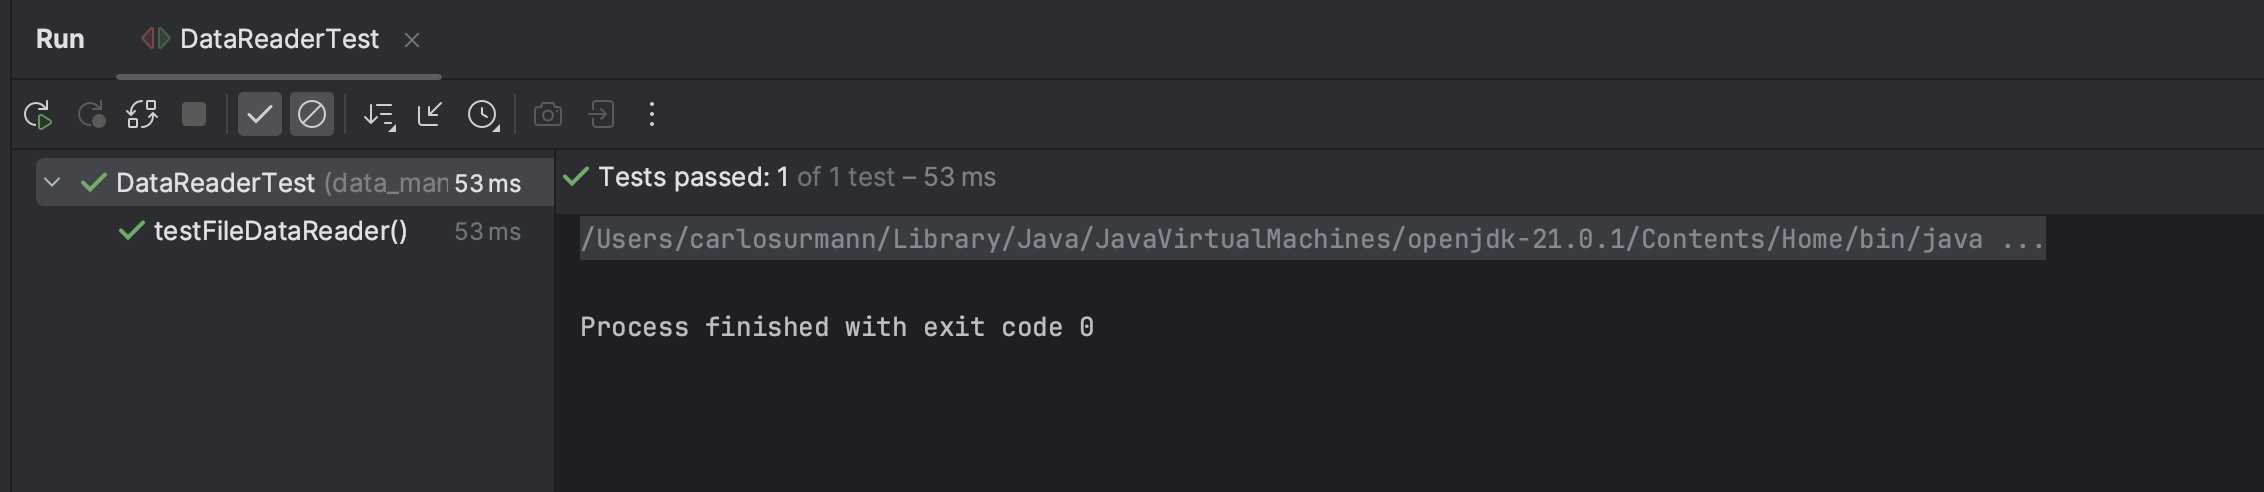 Run DataReaderTest
DataReaderTest (data_man 53 ms
testFileDataReader() 53 ms
Tests passed: 1 of 1 test – 53 ms
/Users/carlosurmann/Library/Java/JavaVirtualMachines/openjdk-21.0.1/Contents/Home/bin/java ...
Process finished with exit code 0